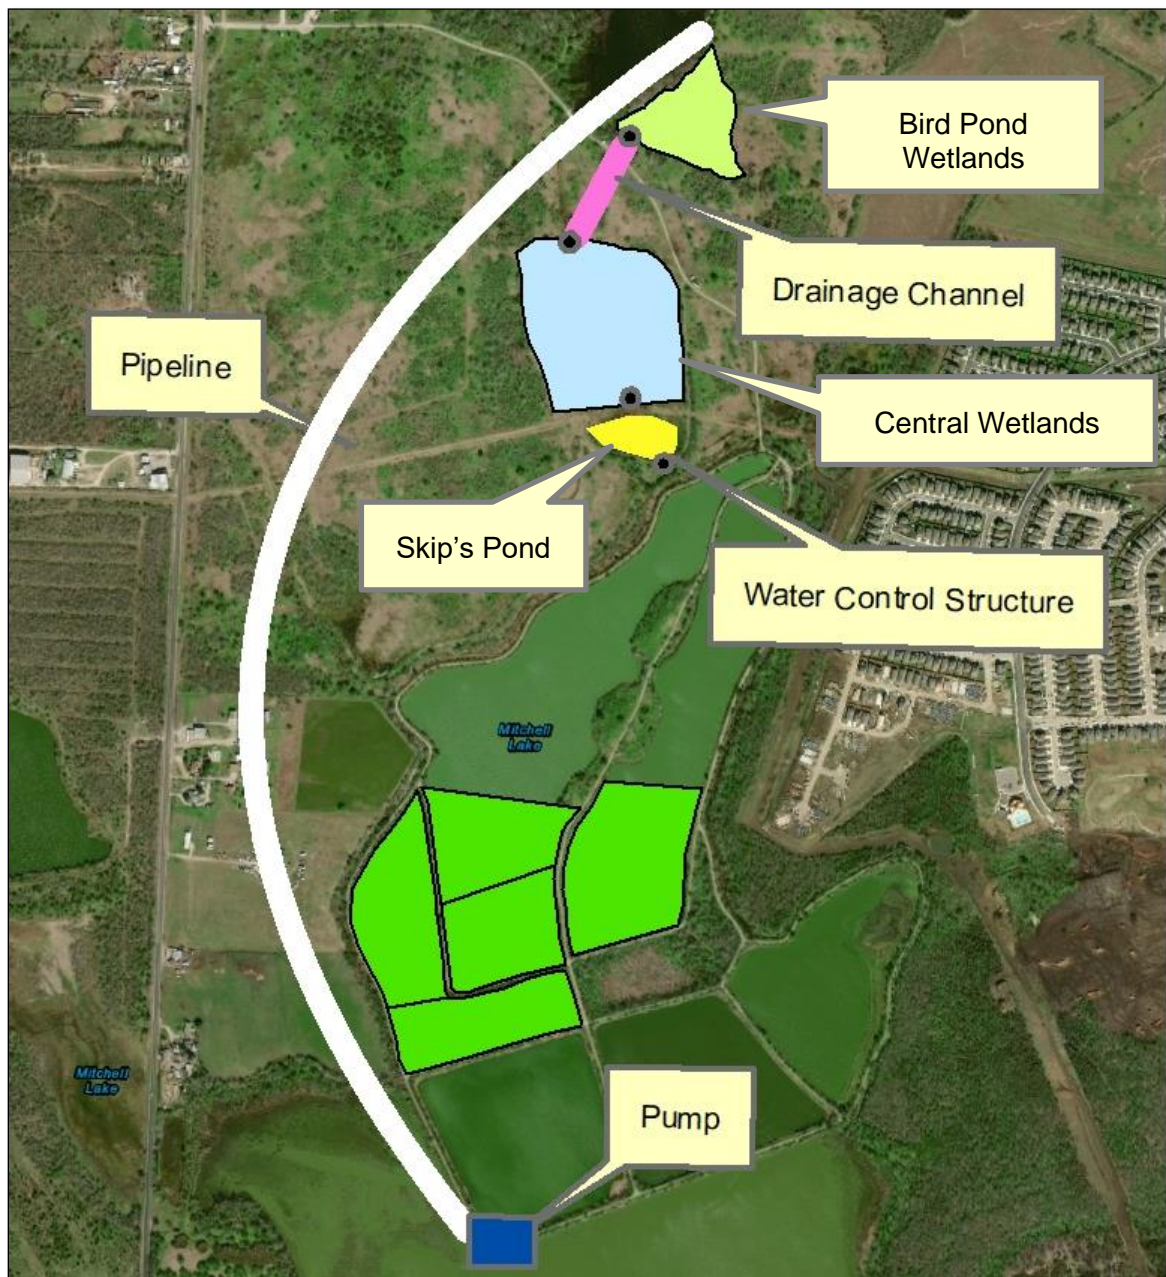 Bird Pond
Wetlands
Drainage Channel
Pipeline
Central Wetlands
Skip's Pond
Water Control Structure
Mitchell
Lake
Mitchell
Lake
Pump